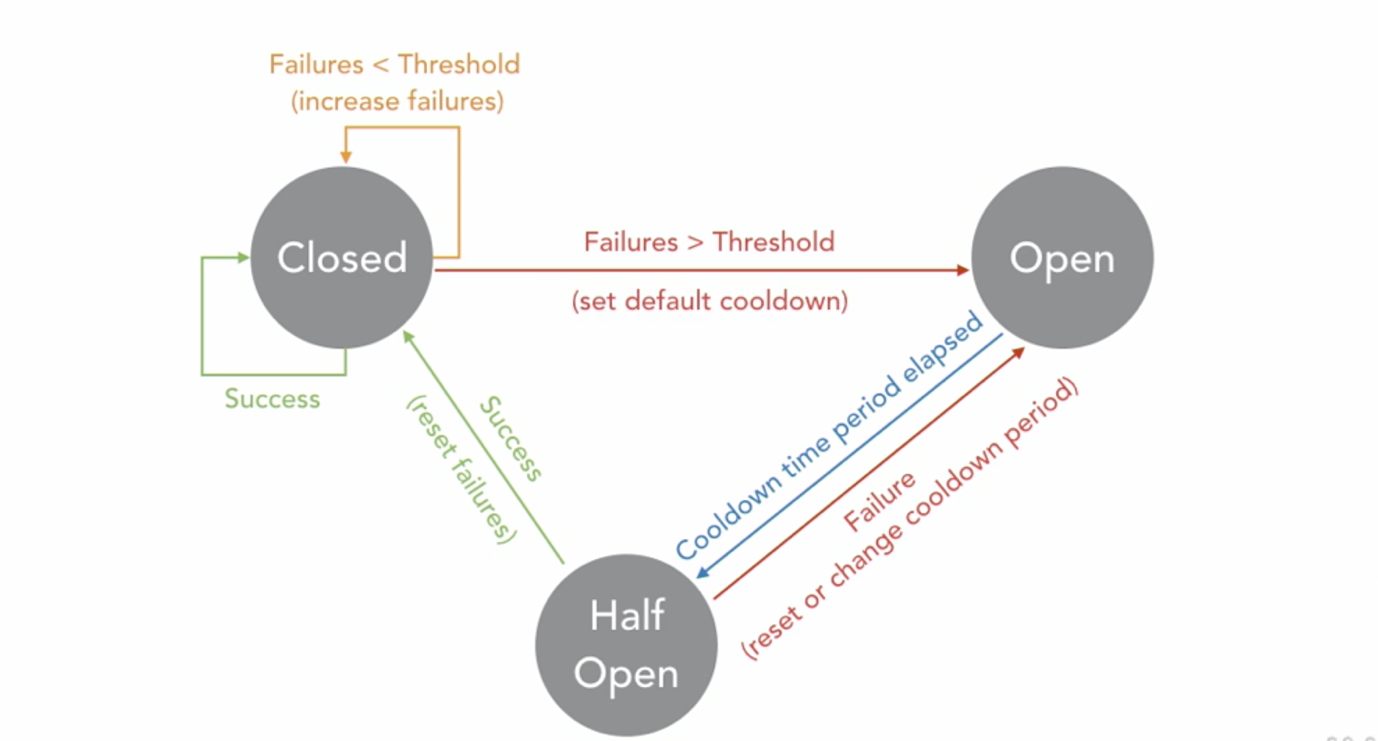 Failures < Threshold
(increase failures)
Closed
Failures > Threshold
(set default cooldown)
Open
Success
Success
(reset failures)
Cooldown time period elapsed
Failure
(reset or change cooldown period)
Half
Open